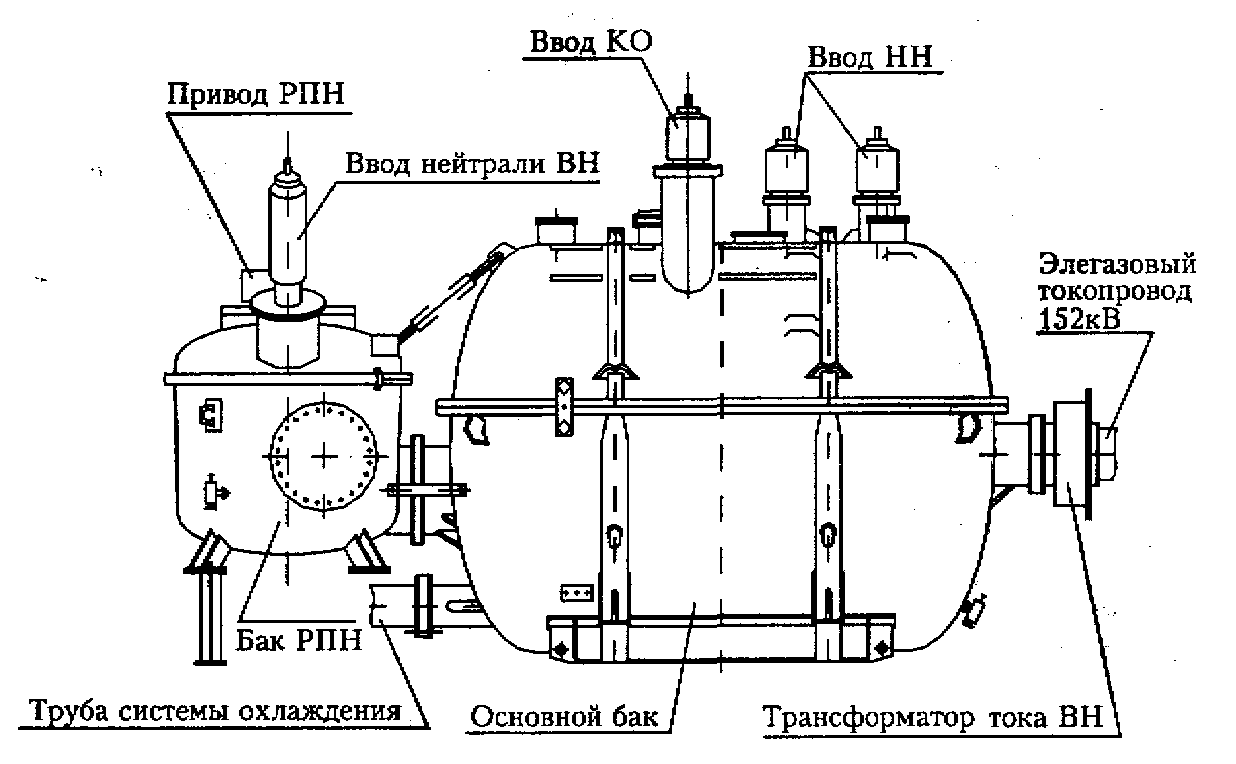 Ввод КО
Ввод НН
Привод РПН
Ввод нейтрали ВН
Элегазовый
токопровод
152кВ
Бак РПН
Труба системы охлаждения
Основной бак
Трансформатор тока ВН